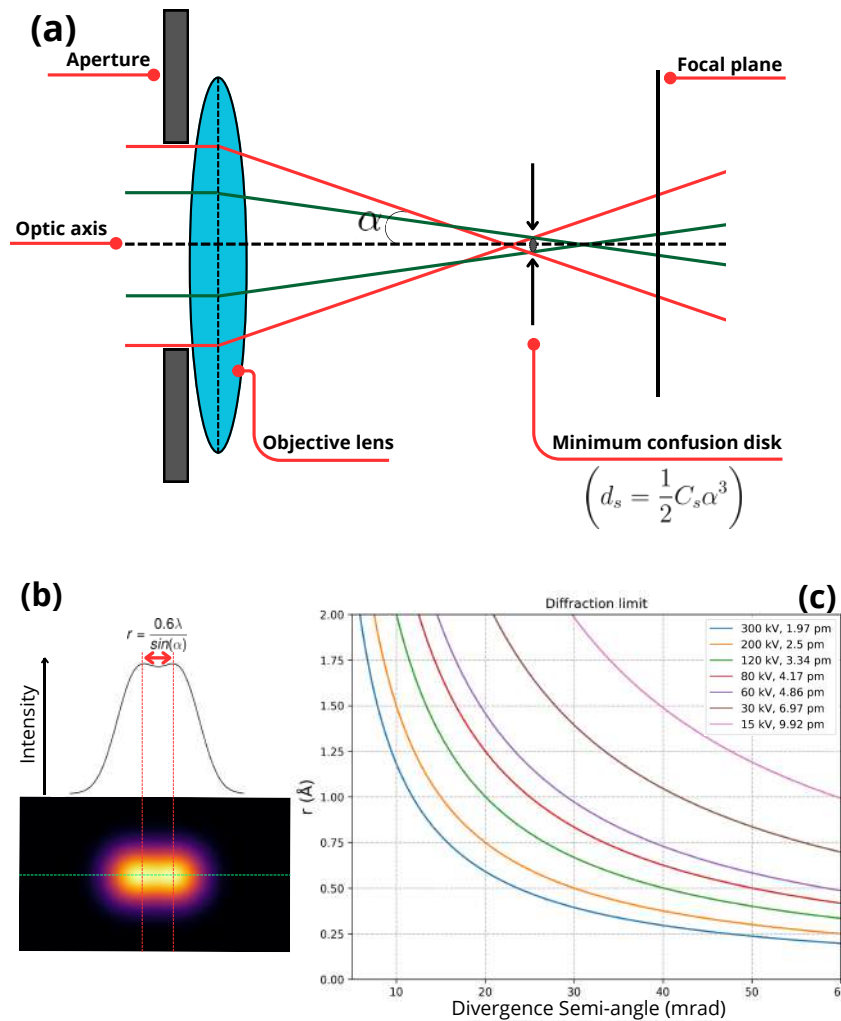 (a)
Aperture
Focal plane
α
Optic axis
Objective lens
Minimum confusion disk
(d_s = \frac{1}{2} C_s α^3)
(b)
r = \frac{0.6λ}{sin(α)}
Intensity
(c)
Diffraction limit
300 kV, 1.97 pm
200 kV, 2.5 pm
120 kV, 3.34 pm
80 kV, 4.17 pm
60 kV, 4.86 pm
30 kV, 6.97 pm
15 kV, 9.92 pm
r (Å)
2.00
1.75
1.50
1.25
1.00
0.75
0.50
0.25
0.00
10
20
30
40
50
6
Divergence Semi-angle (mrad)